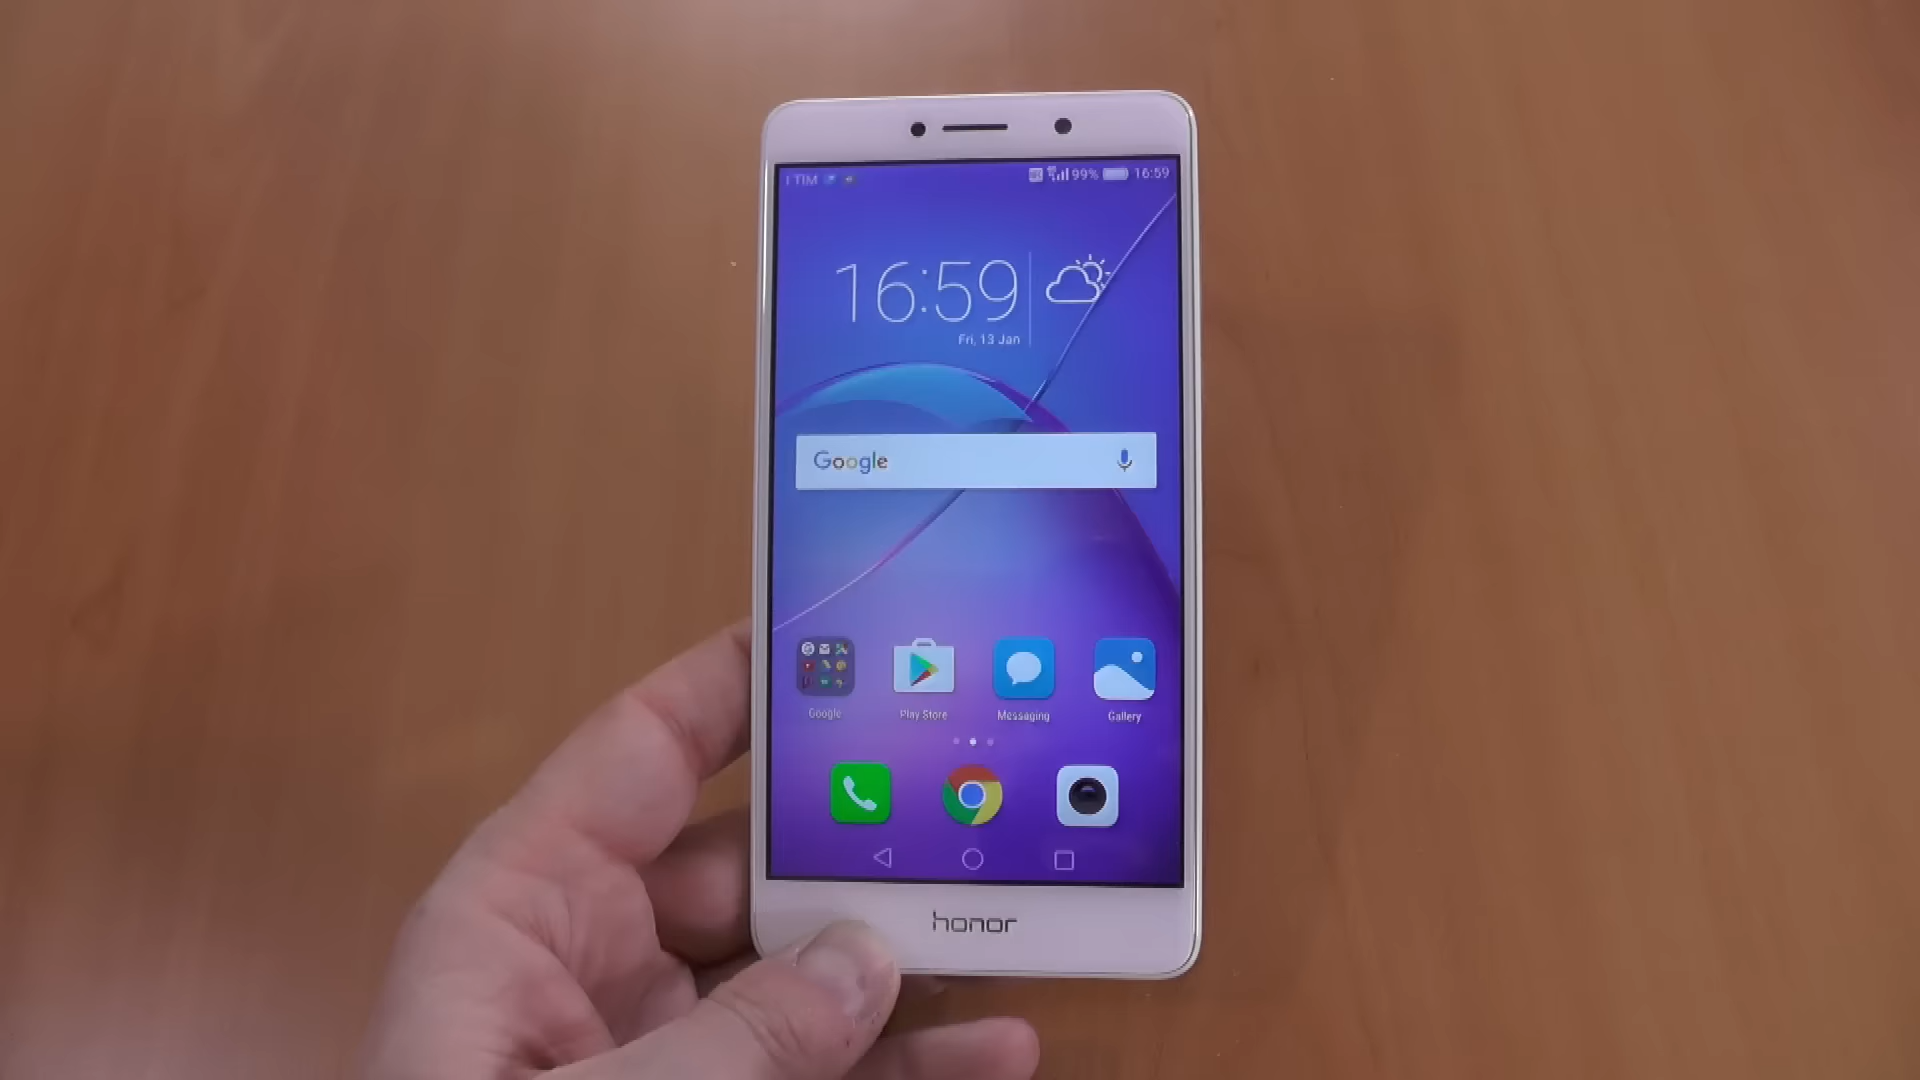 I TIM 99% 16:59
16:59
Fri, 13 Jan
Google
Google Play Store Messaging Gallery
honor